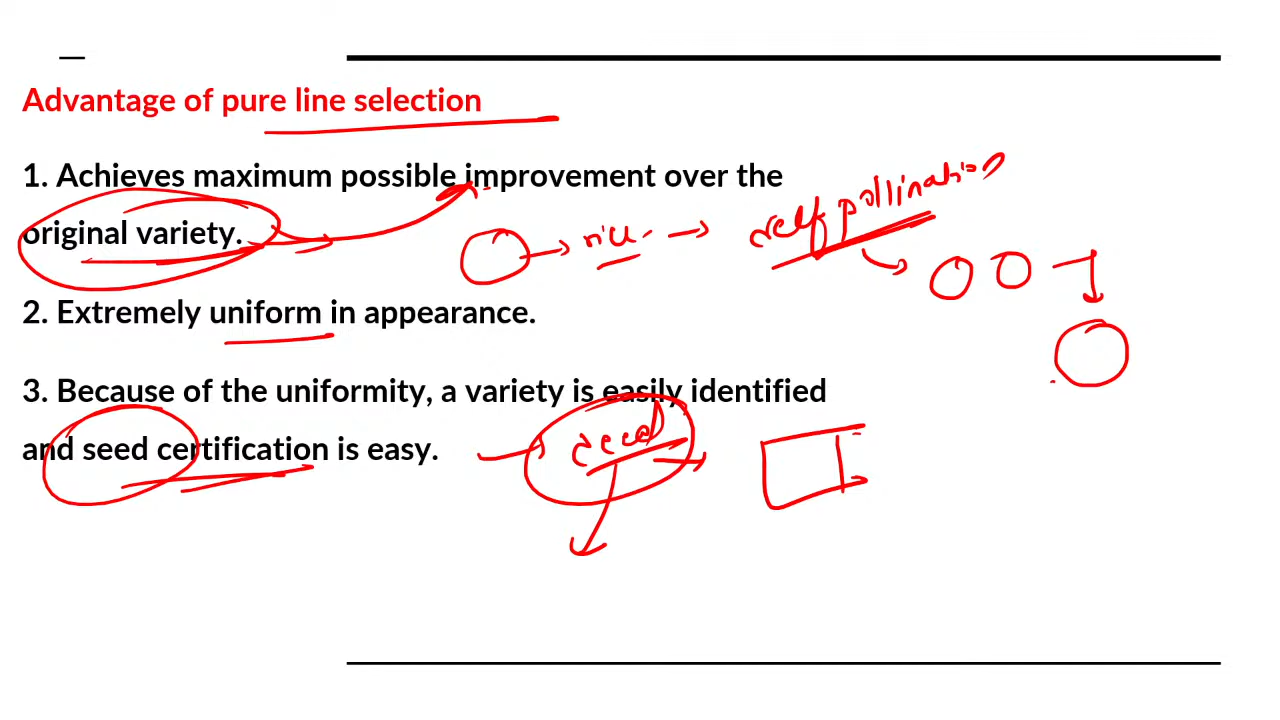 Advantage of pure line selection
1. Achieves maximum possible improvement over the
original variety.
rice
self pollination
2. Extremely uniform in appearance.
3. Because of the uniformity, a variety is easily identified
and seed certification is easy.
seed